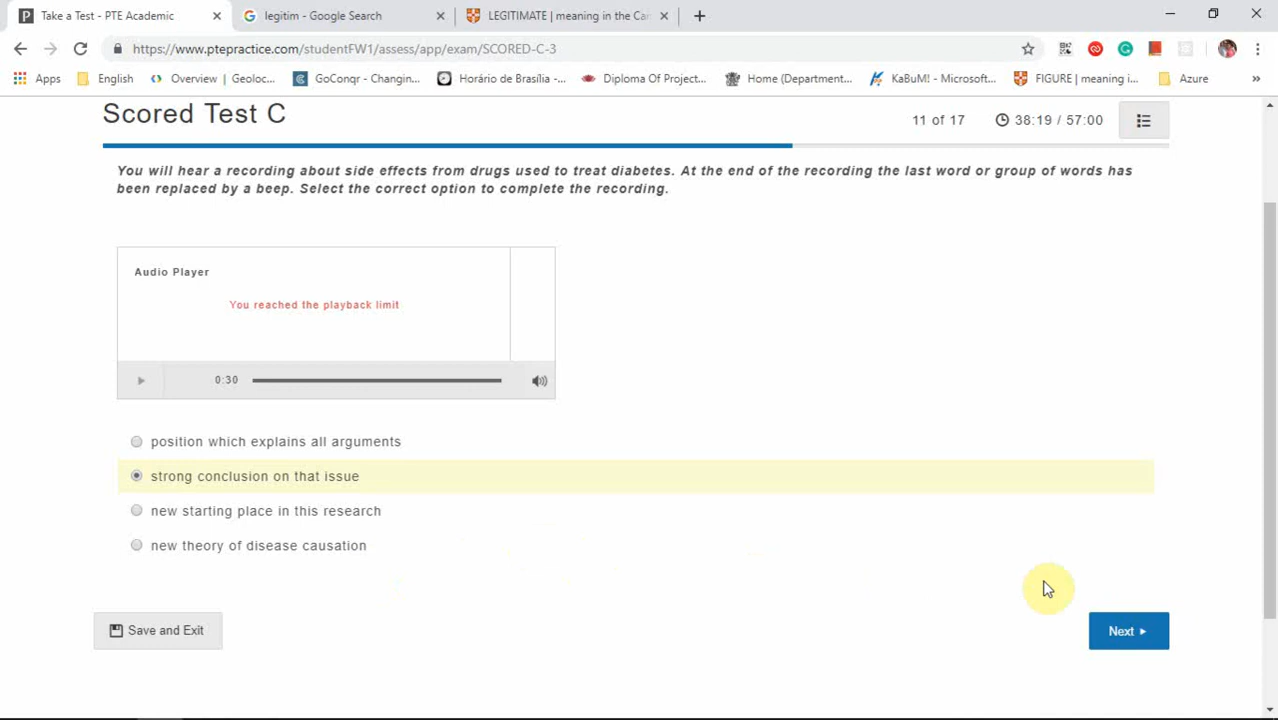 Take a Test - PTE Academic
legitim - Google Search
LEGITIMATE | meaning in the Car
https://www.ptepractice.com/studentFW1/assess/app/exam/SCORED-C-3
Apps
English
Overview | Geoloc...
GoConqr - Changin...
Horário de Brasília -...
Diploma Of Project...
Home (Department...
KaBuM! - Microsoft...
FIGURE | meaning i...
Azure
»
Scored Test C
11 of 17
38:19 / 57:00
You will hear a recording about side effects from drugs used to treat diabetes. At the end of the recording the last word or group of words has
been replaced by a beep. Select the correct option to complete the recording.
Audio Player
You reached the playback limit
0:30
position which explains all arguments
strong conclusion on that issue
new starting place in this research
new theory of disease causation
Save and Exit
Next